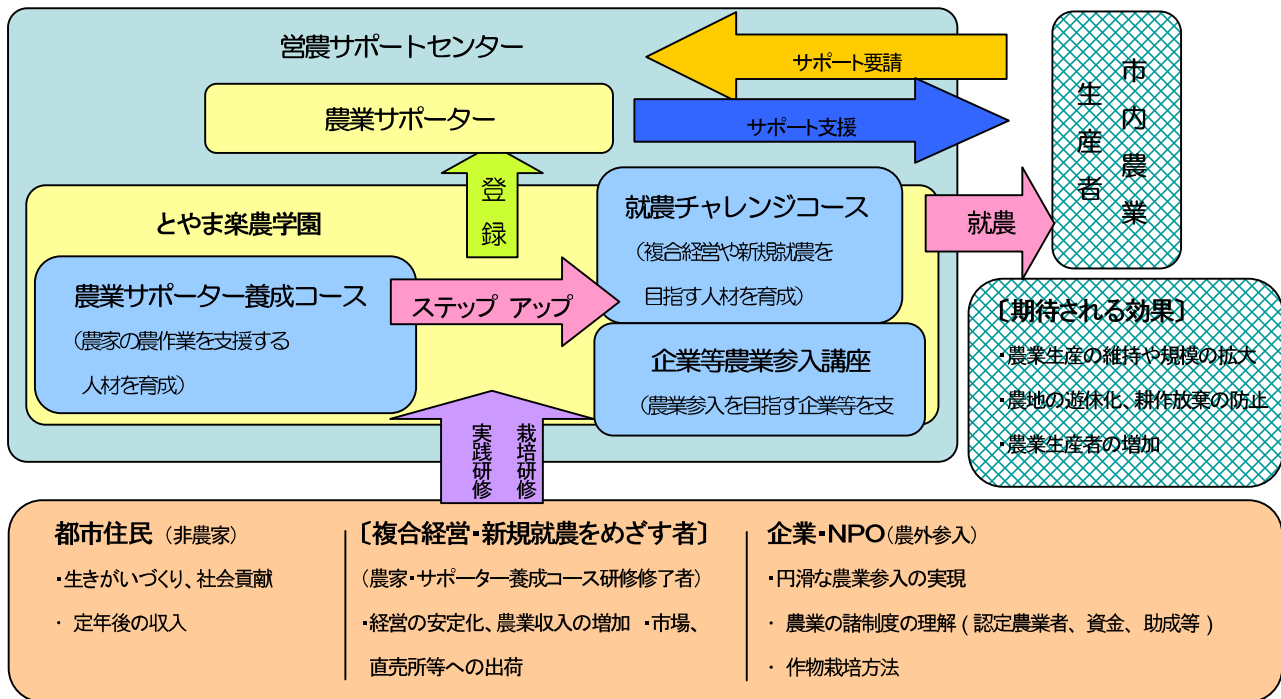 営農サポートセンター
サポート要請
農業サポーター
サポート支援
市内農業
生産者
登録
とやま楽農学園
就農チャレンジコース
(複合経営や新規就農を
目指す人材を育成)
就農
農業サポーター養成コース
(農家の農作業を支援する
人材を育成)
ステップ アップ
企業等農業参入講座
(農業参入を目指す企業等を支
〔期待される効果〕
・農業生産の維持や規模の拡大
・農地の遊休化、耕作放棄の防止
・農業生産者の増加
栽培研修
実践研修
都市住民 (非農家)
・生きがいづくり、社会貢献
・ 定年後の収入
〔複合経営・新規就農をめざす者〕
(農家・サポーター養成コース研修修了者)
・経営の安定化、農業収入の増加 ・市場、
直売所等への出荷
企業・NPO(農外参入)
・円滑な農業参入の実現
・ 農業の諸制度の理解 ( 認定農業者、資金、助成等 )
・ 作物栽培方法